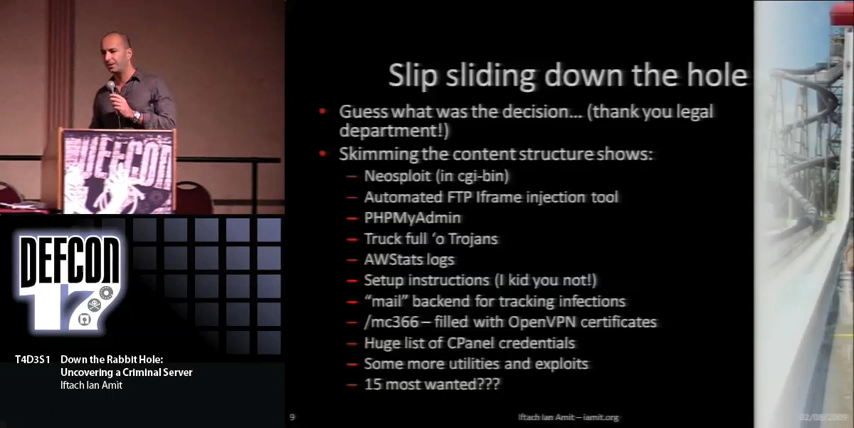 Slip sliding down the hole
• Guess what was the decision... (thank you legal
department!)
• Skimming the content structure shows:
– Neosploit (in cgi-bin)
– Automated FTP Iframe injection tool
– PHPMyAdmin
– Truck full ‘o Trojans
– AWStats logs
– Setup instructions (I kid you not!)
– “mail” backend for tracking infections
– /mc366 – filled with OpenVPN certificates
– Huge list of CPanel credentials
– Some more utilities and exploits
– 15 most wanted???
9
Iftach Ian Amit – iamit.org
02/08/2009
DEFCON
DEFCON
17
T4D3S1
Down the Rabbit Hole:
Uncovering a Criminal Server
Iftach Ian Amit